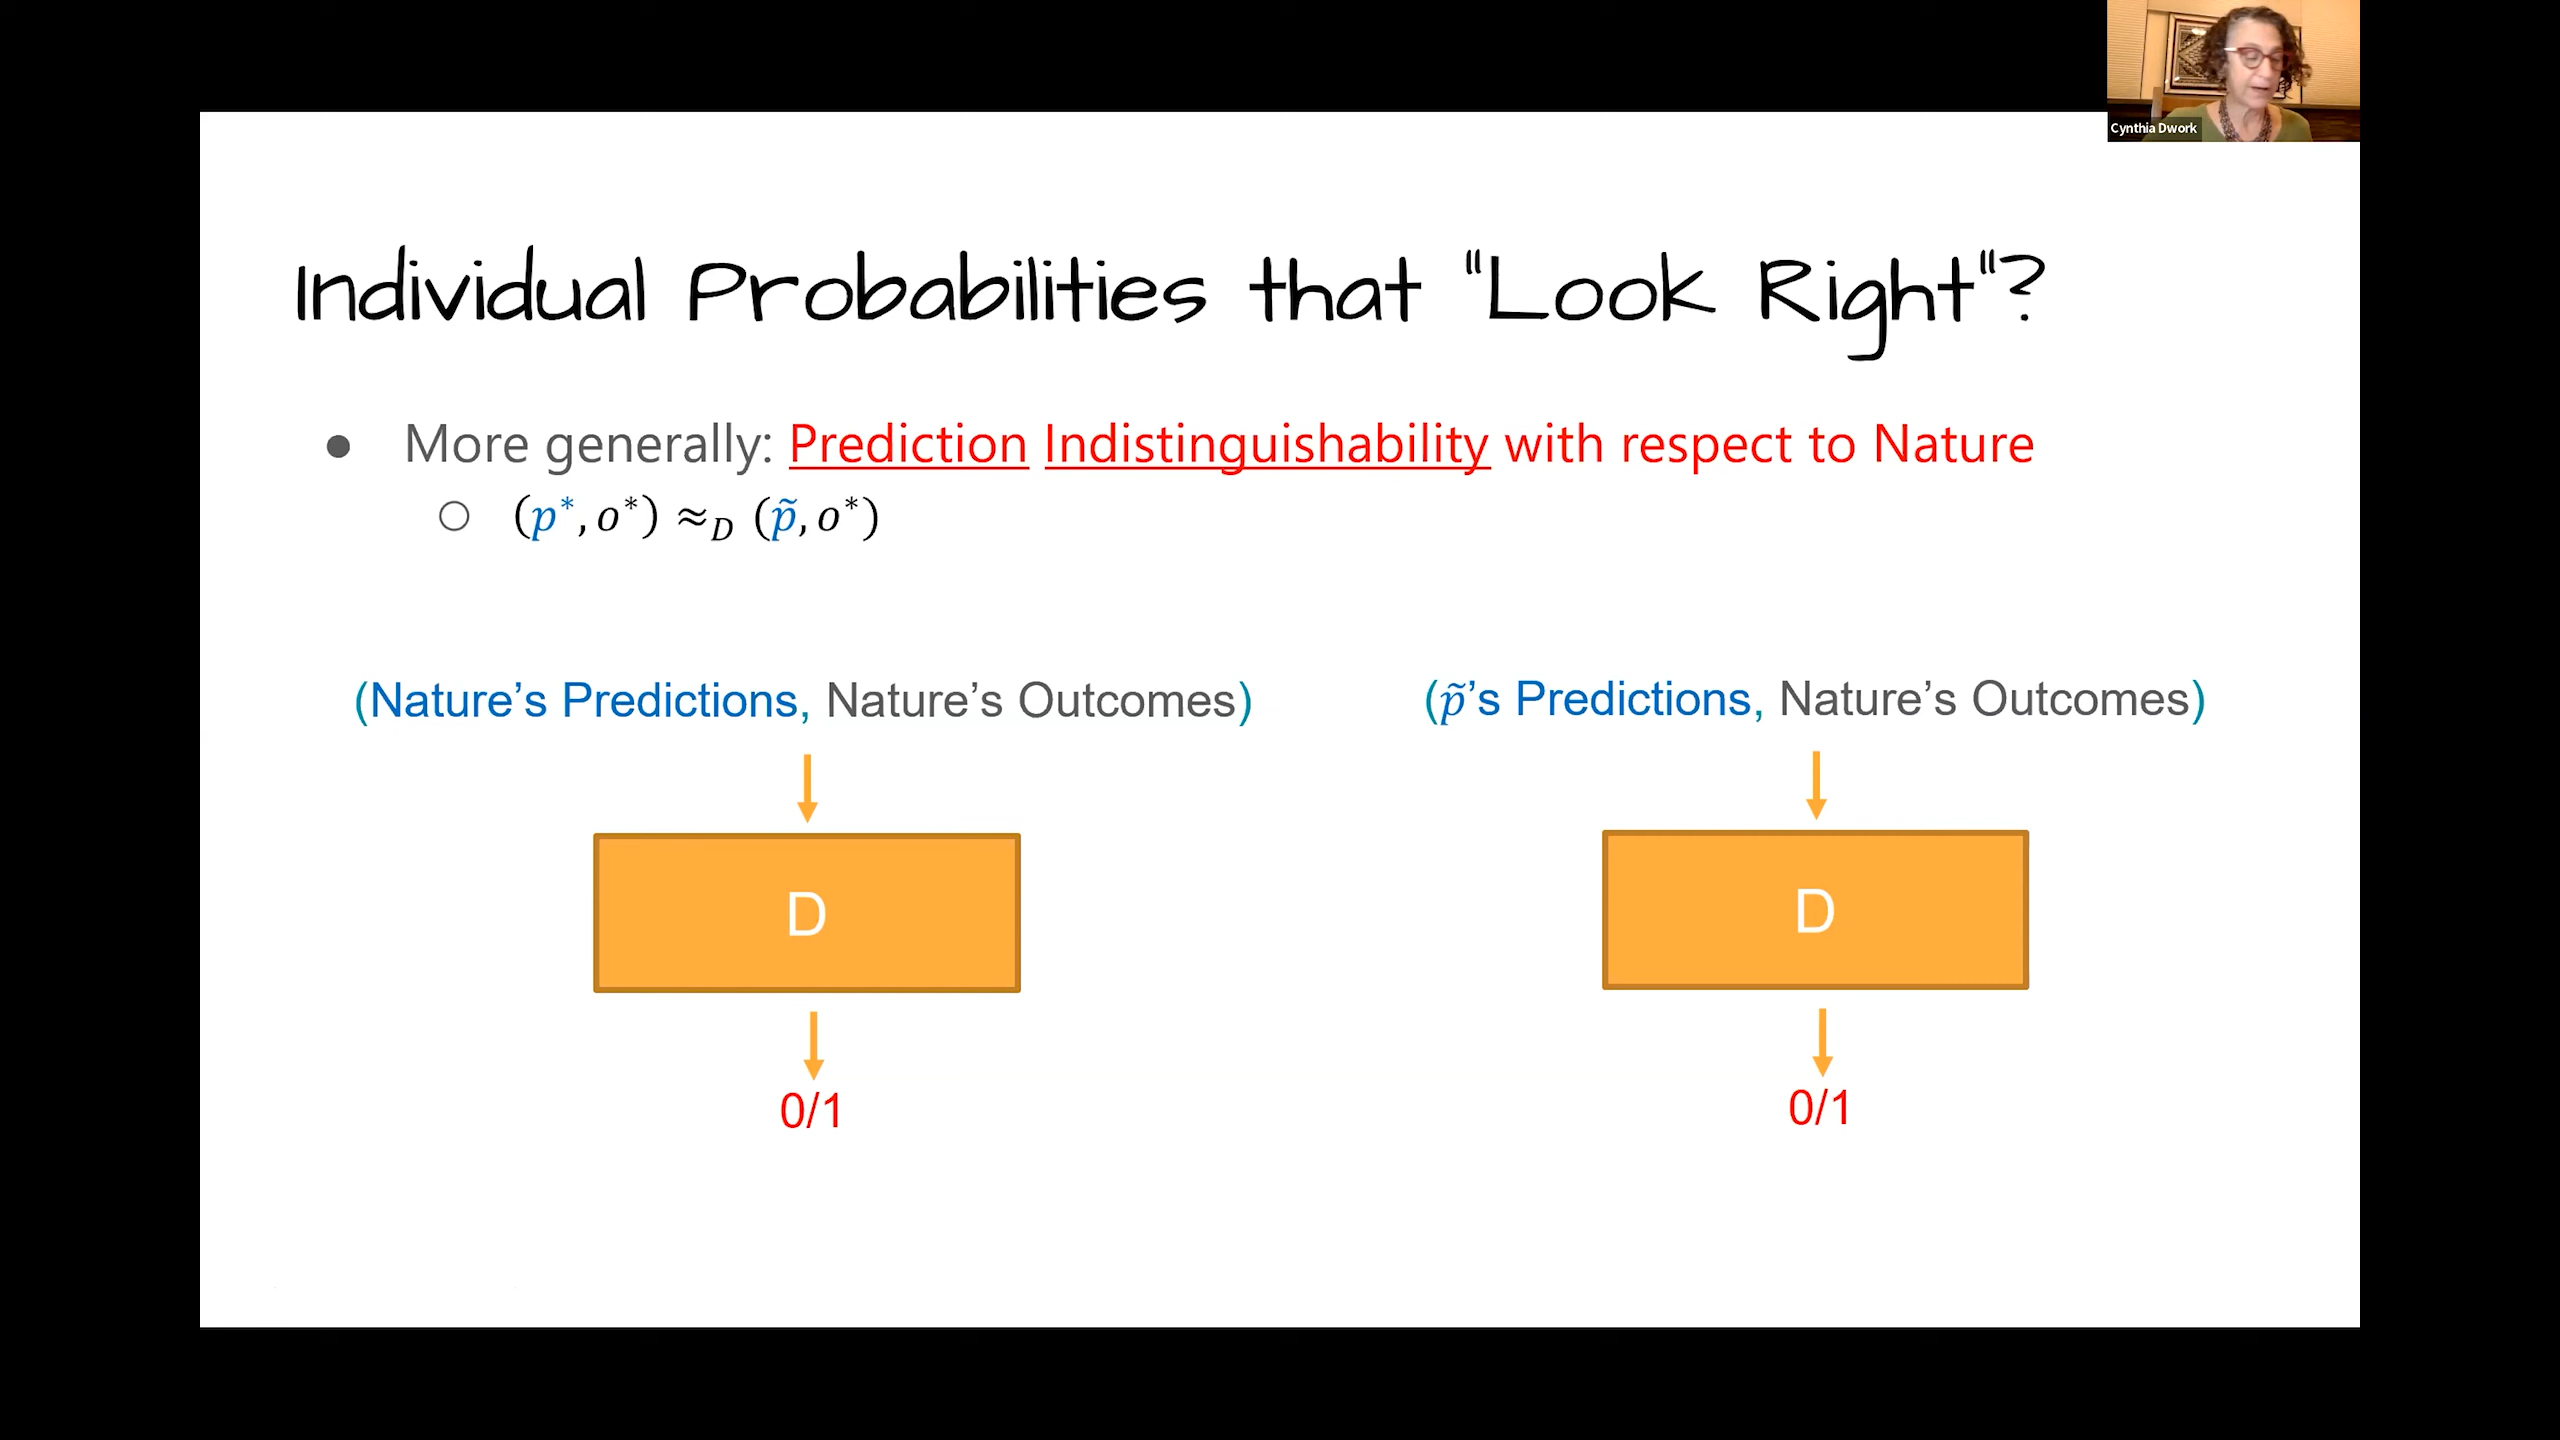 Cynthia Dwork
Individual Probabilities that "Look Right"?
● More generally: Prediction Indistinguishability with respect to Nature
○ (p*, o*) ≈_D (p̃, o*)
(Nature’s Predictions, Nature’s Outcomes)
(p̃’s Predictions, Nature’s Outcomes)
D
D
0/1
0/1